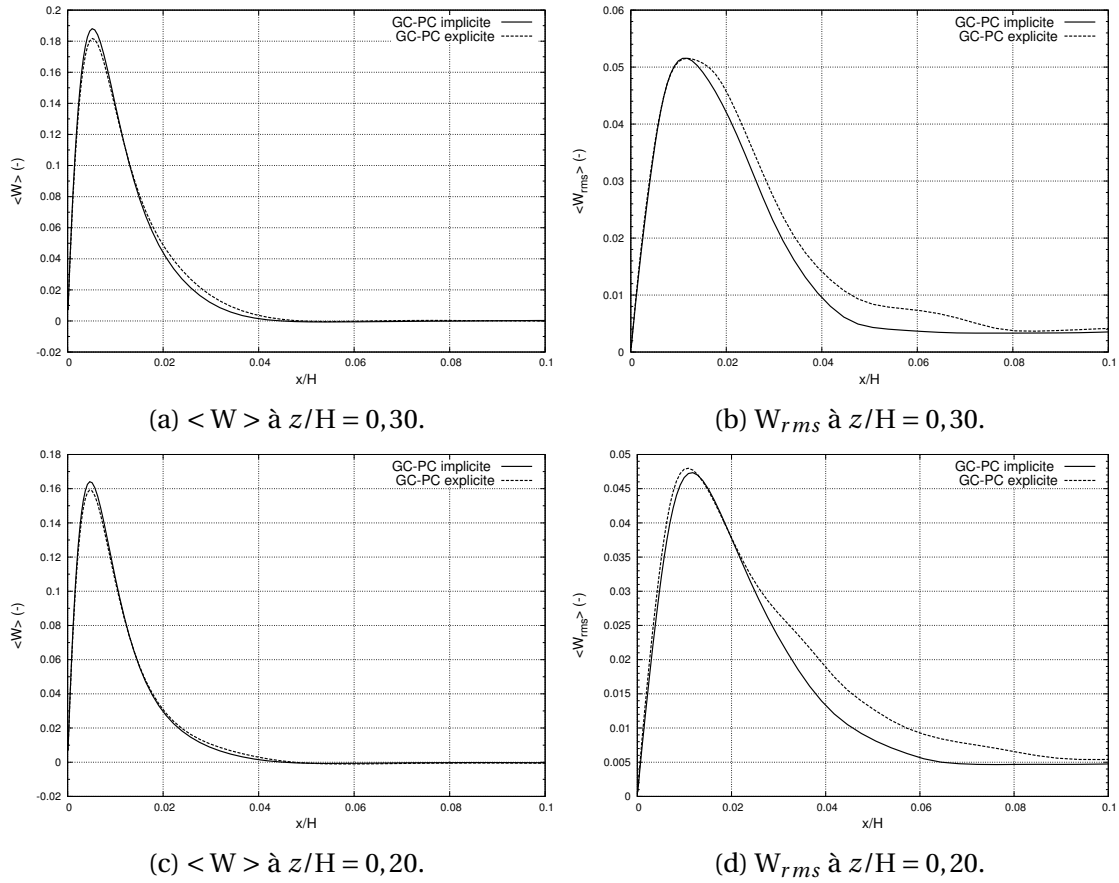 0.2
0.18
0.16
0.14
0.12
0.1
0.08
0.06
0.04
0.02
0
-0.02
<W> (-)
GC-PC implicite
GC-PC explicite
0 0.02 0.04 0.06 0.08 0.1
x/H
(a) < W > à z/H = 0,30.
0.06
0.05
0.04
0.03
0.02
0.01
0
<Wrms> (-)
GC-PC implicite
GC-PC explicite
0 0.02 0.04 0.06 0.08 0.1
x/H
(b) Wrms à z/H = 0,30.
0.2
0.18
0.16
0.14
0.12
0.1
0.08
0.06
0.04
0.02
0
-0.02
<W> (-)
GC-PC implicite
GC-PC explicite
0 0.02 0.04 0.06 0.08 0.1
x/H
(c) < W > à z/H = 0,20.
0.05
0.045
0.04
0.035
0.03
0.025
0.02
0.015
0.01
0.005
0
<Wrms> (-)
GC-PC implicite
GC-PC explicite
0 0.02 0.04 0.06 0.08 0.1
x/H
(d) Wrms à z/H = 0,20.